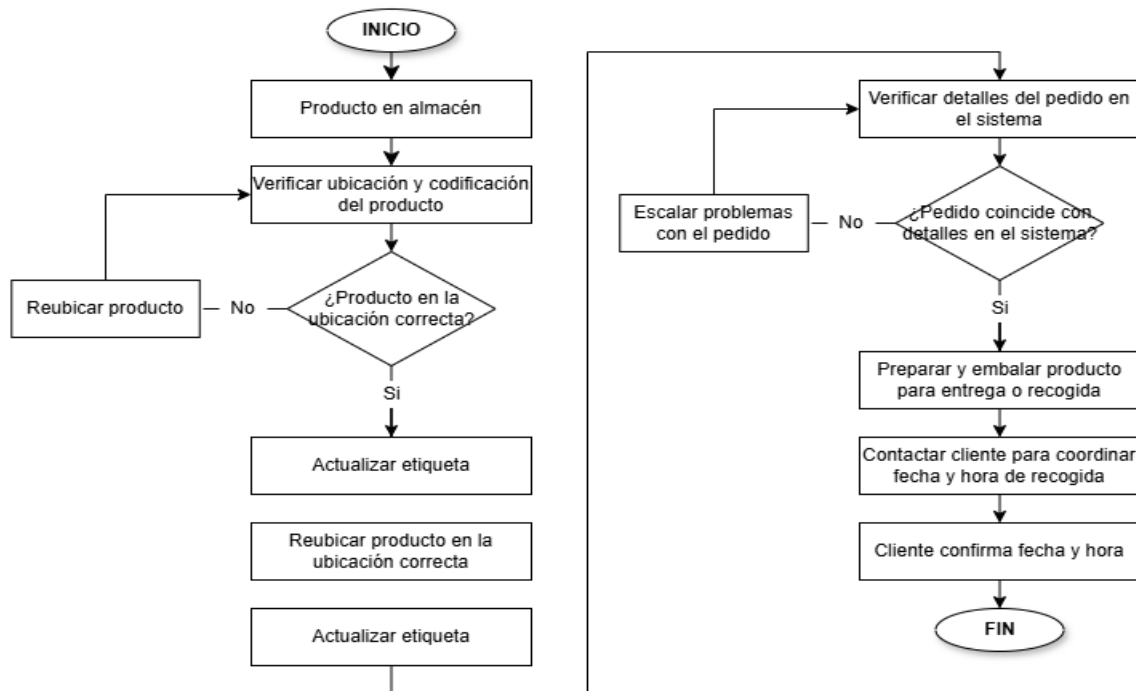 INICIO
Producto en almacén
Verificar ubicación y codificación
del producto
Reubicar producto
No
¿Producto en la
ubicación correcta?
Si
Actualizar etiqueta
Reubicar producto en la
ubicación correcta
Actualizar etiqueta
Verificar detalles del pedido en
el sistema
Escalar problemas
con el pedido
No
¿Pedido coincide con
detalles en el sistema?
Si
Preparar y embalar producto
para entrega o recogida
Contactar cliente para coordinar
fecha y hora de recogida
Cliente confirma fecha y hora
FIN